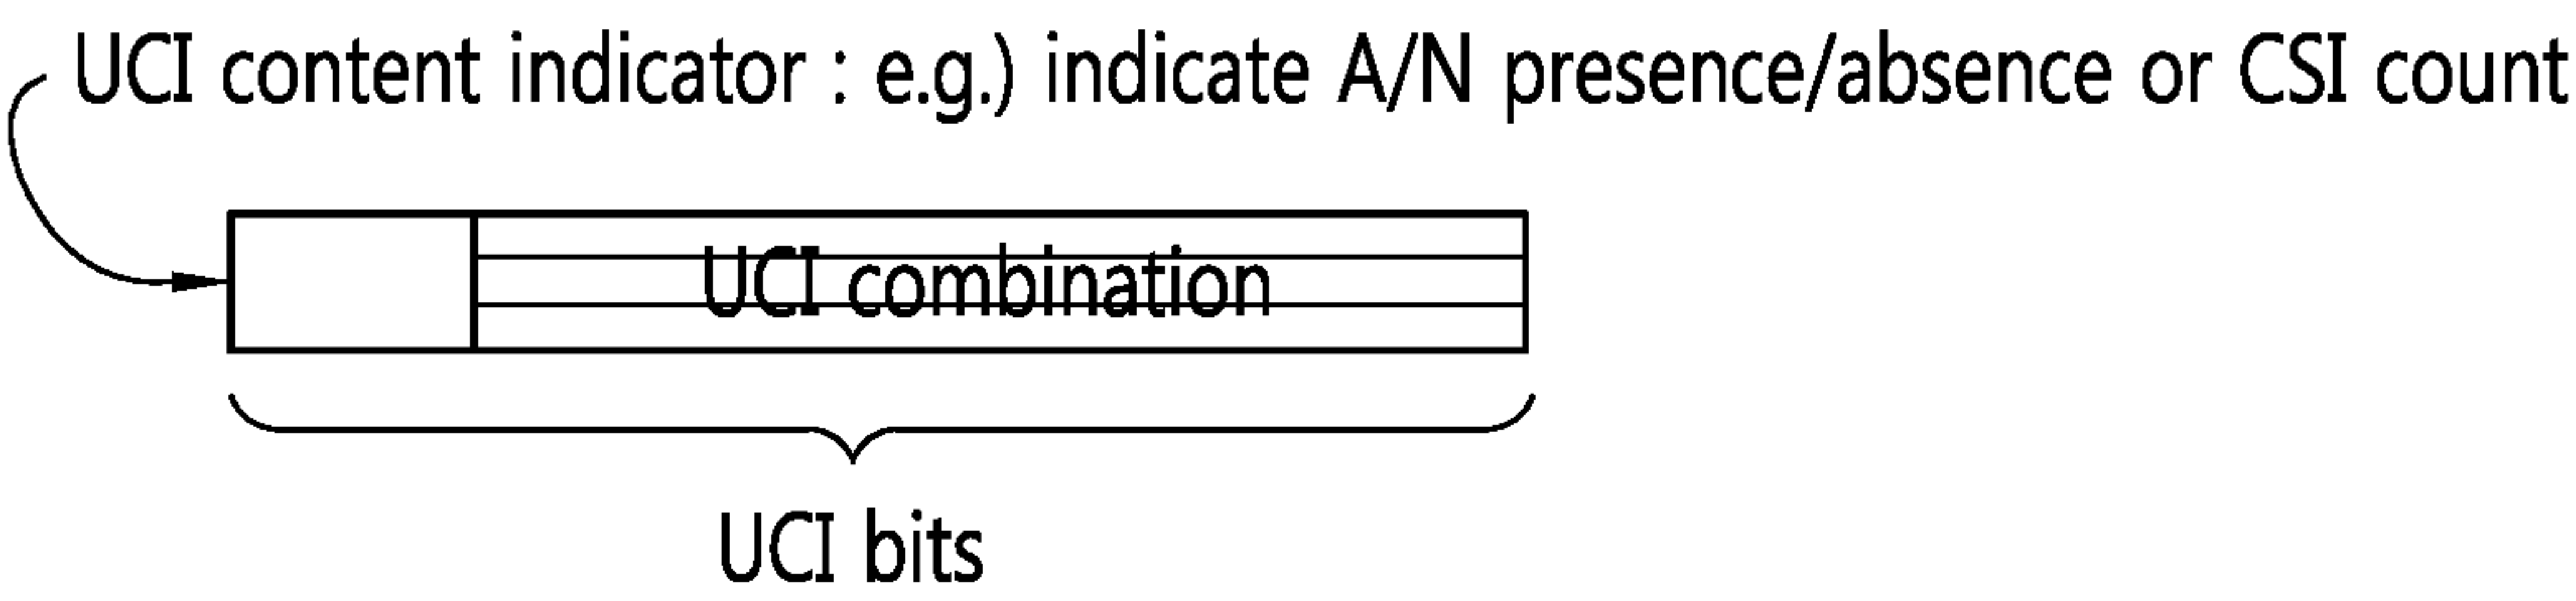 UCI content indicator : e.g.) indicate A/N presence/absence or CSI count
UCI combination
UCI bits